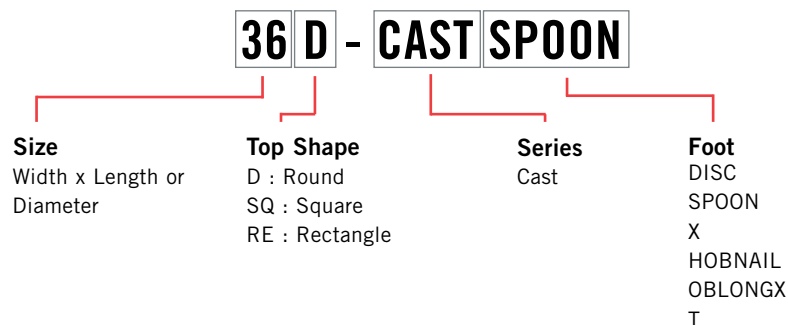 36 D - CAST SPOON
Size
Width x Length or
Diameter
Top Shape
D : Round
SQ : Square
RE : Rectangle
Series
Cast
Foot
DISC
SPOON
X
HOBNAIL
OBLONGX
T